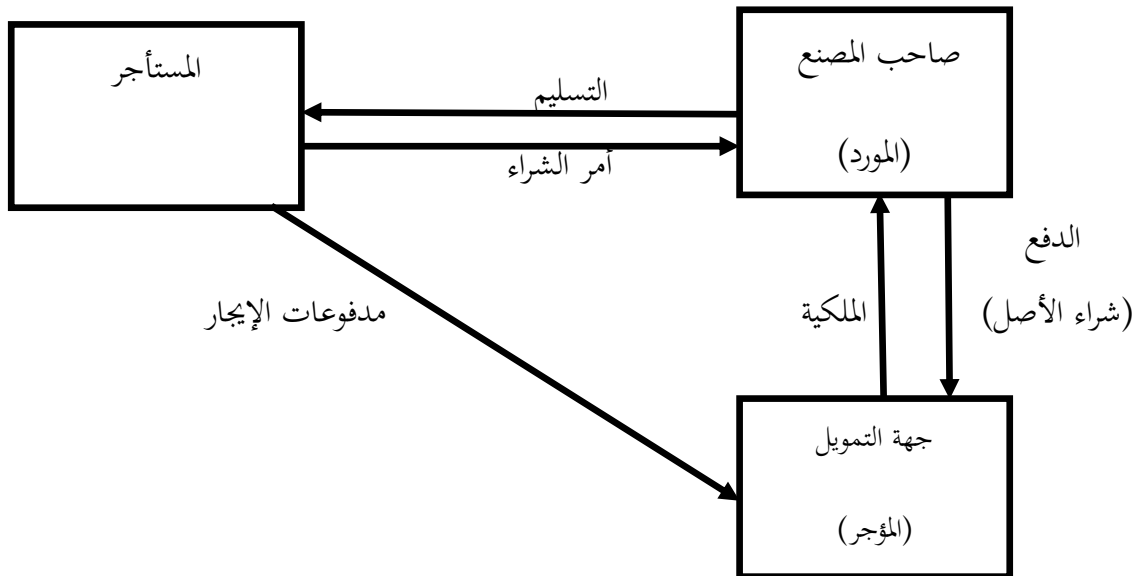 صاحب المصنع
(المورد)
المستأجر
التسليم
أمر الشراء
الدفع
(شراء الأصل)
الملكية
مدفوعات الإيجار
جهة التمويل
(المؤجر)